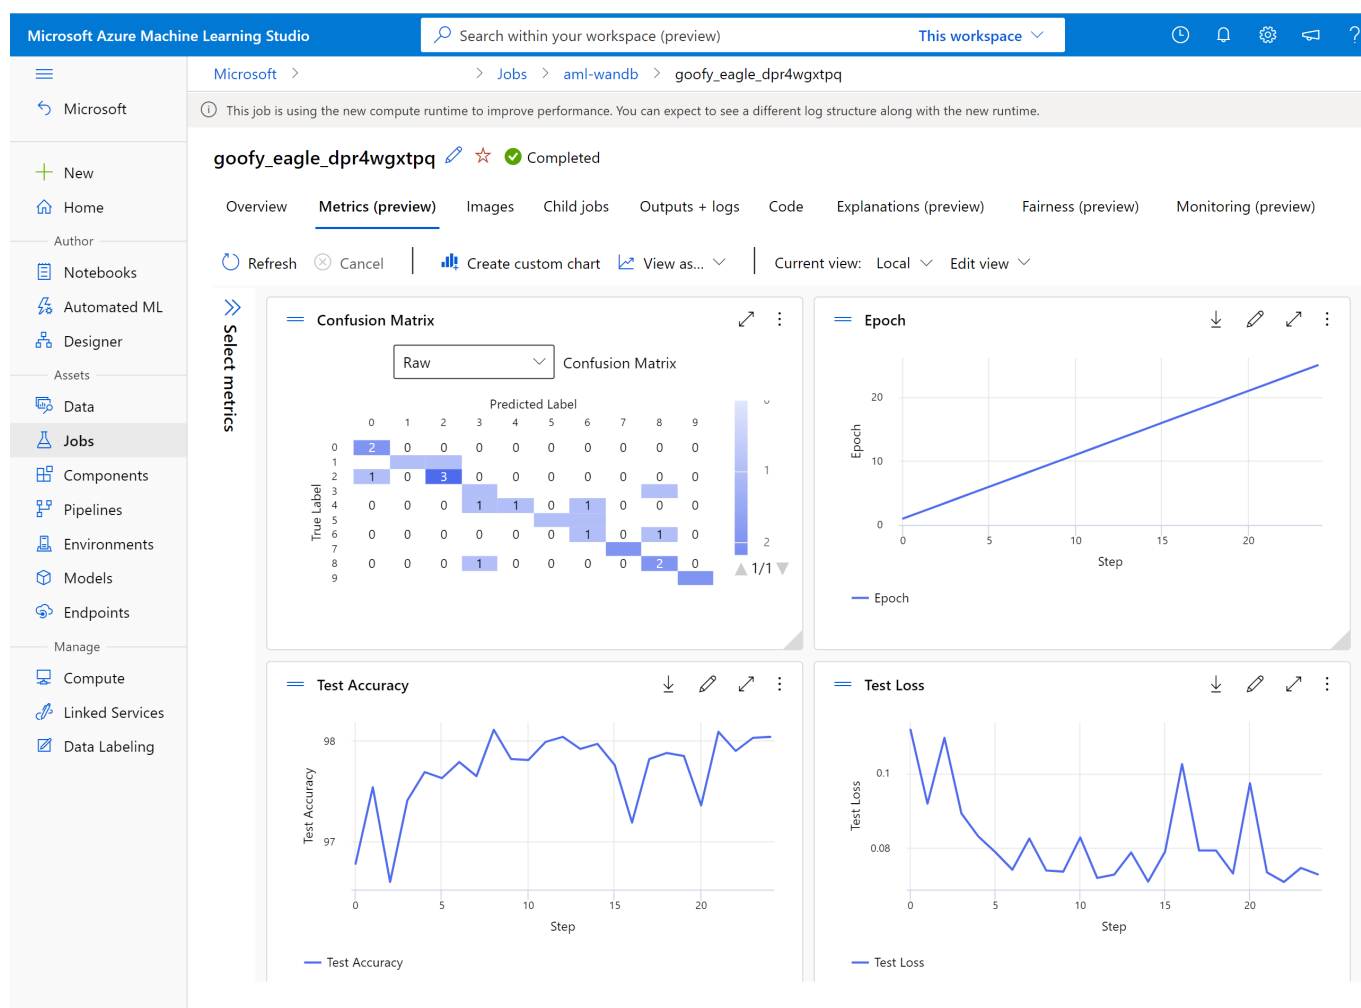 Microsoft Azure Machine Learning Studio
Search within your workspace (preview)
This workspace
?
Microsoft > > Jobs > aml-wandb > goofy_eagle_dpr4wgxtpq
Microsoft
This job is using the new compute runtime to improve performance. You can expect to see a different log structure along with the new runtime.
goofy_eagle_dpr4wgxtpq Completed
New
Home
Author
Notebooks
Automated ML
Designer
Assets
Data
Jobs
Components
Pipelines
Environments
Models
Endpoints
Manage
Compute
Linked Services
Data Labeling
Overview Metrics (preview) Images Child jobs Outputs + logs Code Explanations (preview) Fairness (preview) Monitoring (preview)
Refresh Cancel Create custom chart View as... Current view: Local Edit view
Select metrics
Confusion Matrix
Raw Confusion Matrix
Predicted Label
0 1 2 3 4 5 6 7 8 9
True Label
0 2 0 0 0 0 0 0 0 0 0
1
2 1 0 3 0 0 0 0 0 0 0
3
4 0 0 0 1 1 0 1 0 0 0
5
6 0 0 0 0 0 0 1 0 1 0
7
8 0 0 0 1 0 0 0 0 2 0
9
1
2
1/1
Epoch
Epoch
20
10
0
0 5 10 15 20
Step
Epoch
Test Accuracy
Test Accuracy
98
97
0 5 10 15 20
Step
Test Accuracy
Test Loss
Test Loss
0.1
0.08
0 5 10 15 20
Step
Test Loss